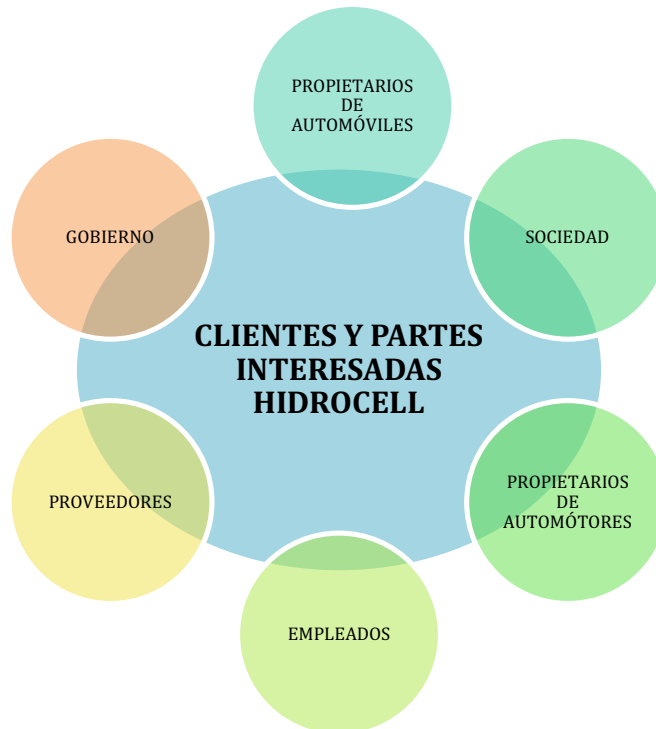 PROPIETARIOS
DE
AUTOMÓVILES
GOBIERNO
SOCIEDAD
CLIENTES Y PARTES
INTERESADAS
HIDROCELL
PROVEEDORES
PROPIETARIOS
DE
AUTOMÓTORES
EMPLEADOS